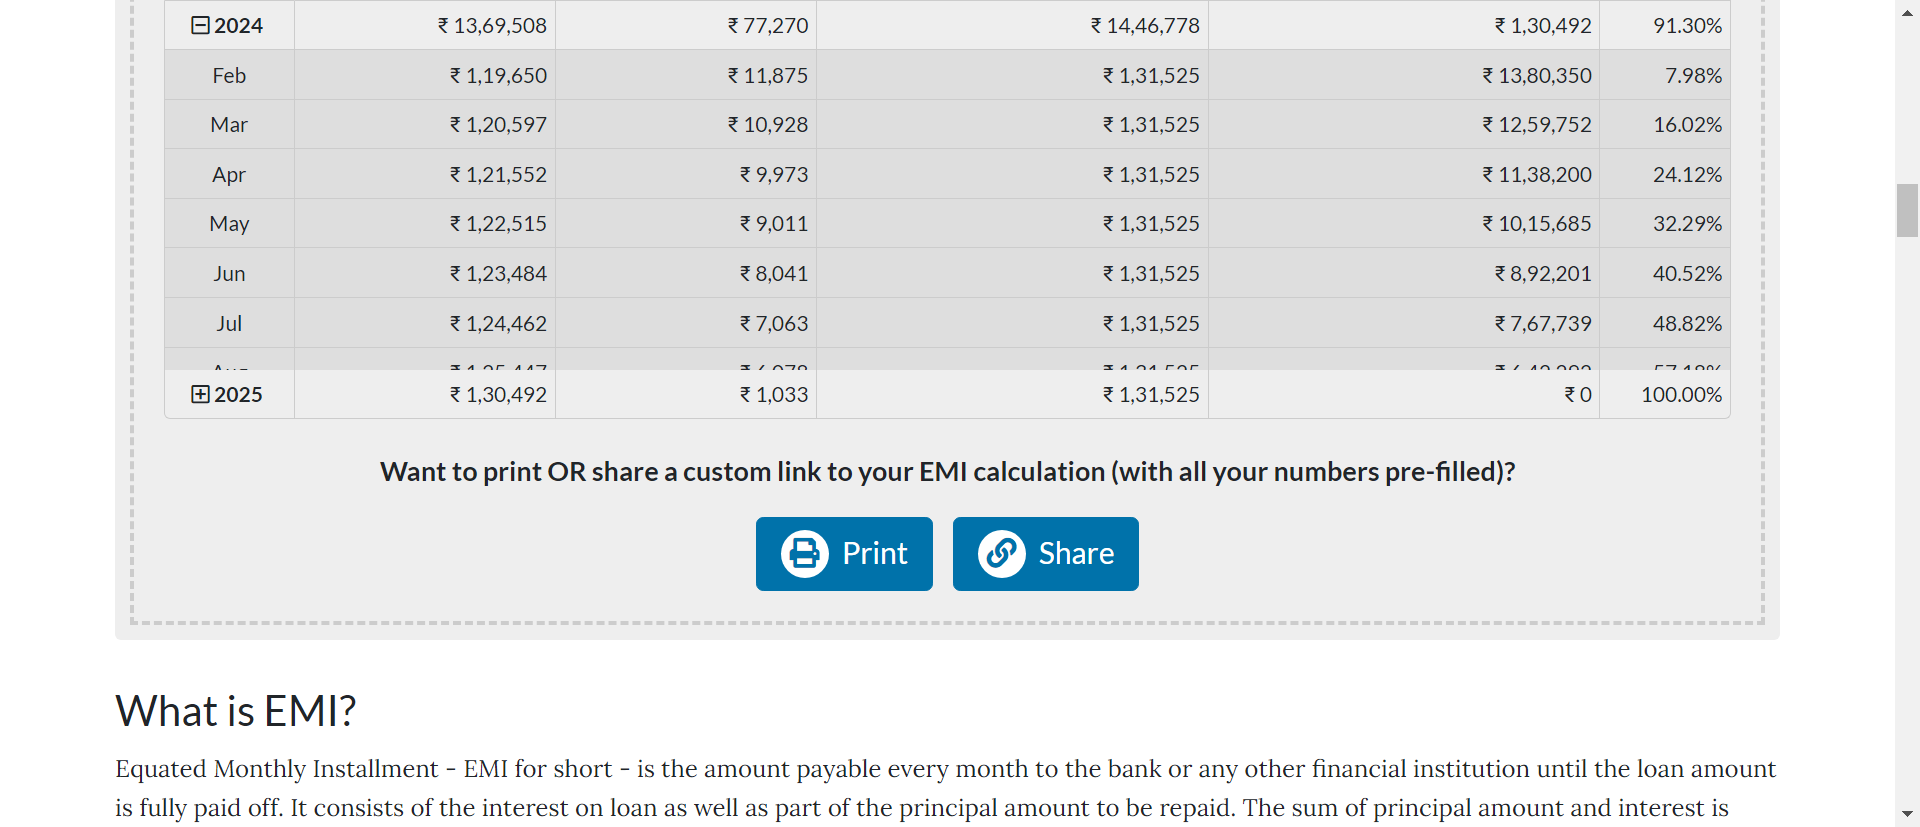 2024 ₹ 13,69,508 ₹ 77,270 ₹ 14,46,778 ₹ 1,30,492 91.30%
Feb ₹ 1,19,650 ₹ 11,875 ₹ 1,31,525 ₹ 13,80,350 7.98%
Mar ₹ 1,20,597 ₹ 10,928 ₹ 1,31,525 ₹ 12,59,752 16.02%
Apr ₹ 1,21,552 ₹ 9,973 ₹ 1,31,525 ₹ 11,38,200 24.12%
May ₹ 1,22,515 ₹ 9,011 ₹ 1,31,525 ₹ 10,15,685 32.29%
Jun ₹ 1,23,484 ₹ 8,041 ₹ 1,31,525 ₹ 8,92,201 40.52%
Jul ₹ 1,24,462 ₹ 7,063 ₹ 1,31,525 ₹ 7,67,739 48.82%
2025 ₹ 1,30,492 ₹ 1,033 ₹ 1,31,525 ₹ 0 100.00%
Want to print OR share a custom link to your EMI calculation (with all your numbers pre-filled)?
Print Share
What is EMI?
Equated Monthly Installment - EMI for short - is the amount payable every month to the bank or any other financial institution until the loan amount
is fully paid off. It consists of the interest on loan as well as part of the principal amount to be repaid. The sum of principal amount and interest is